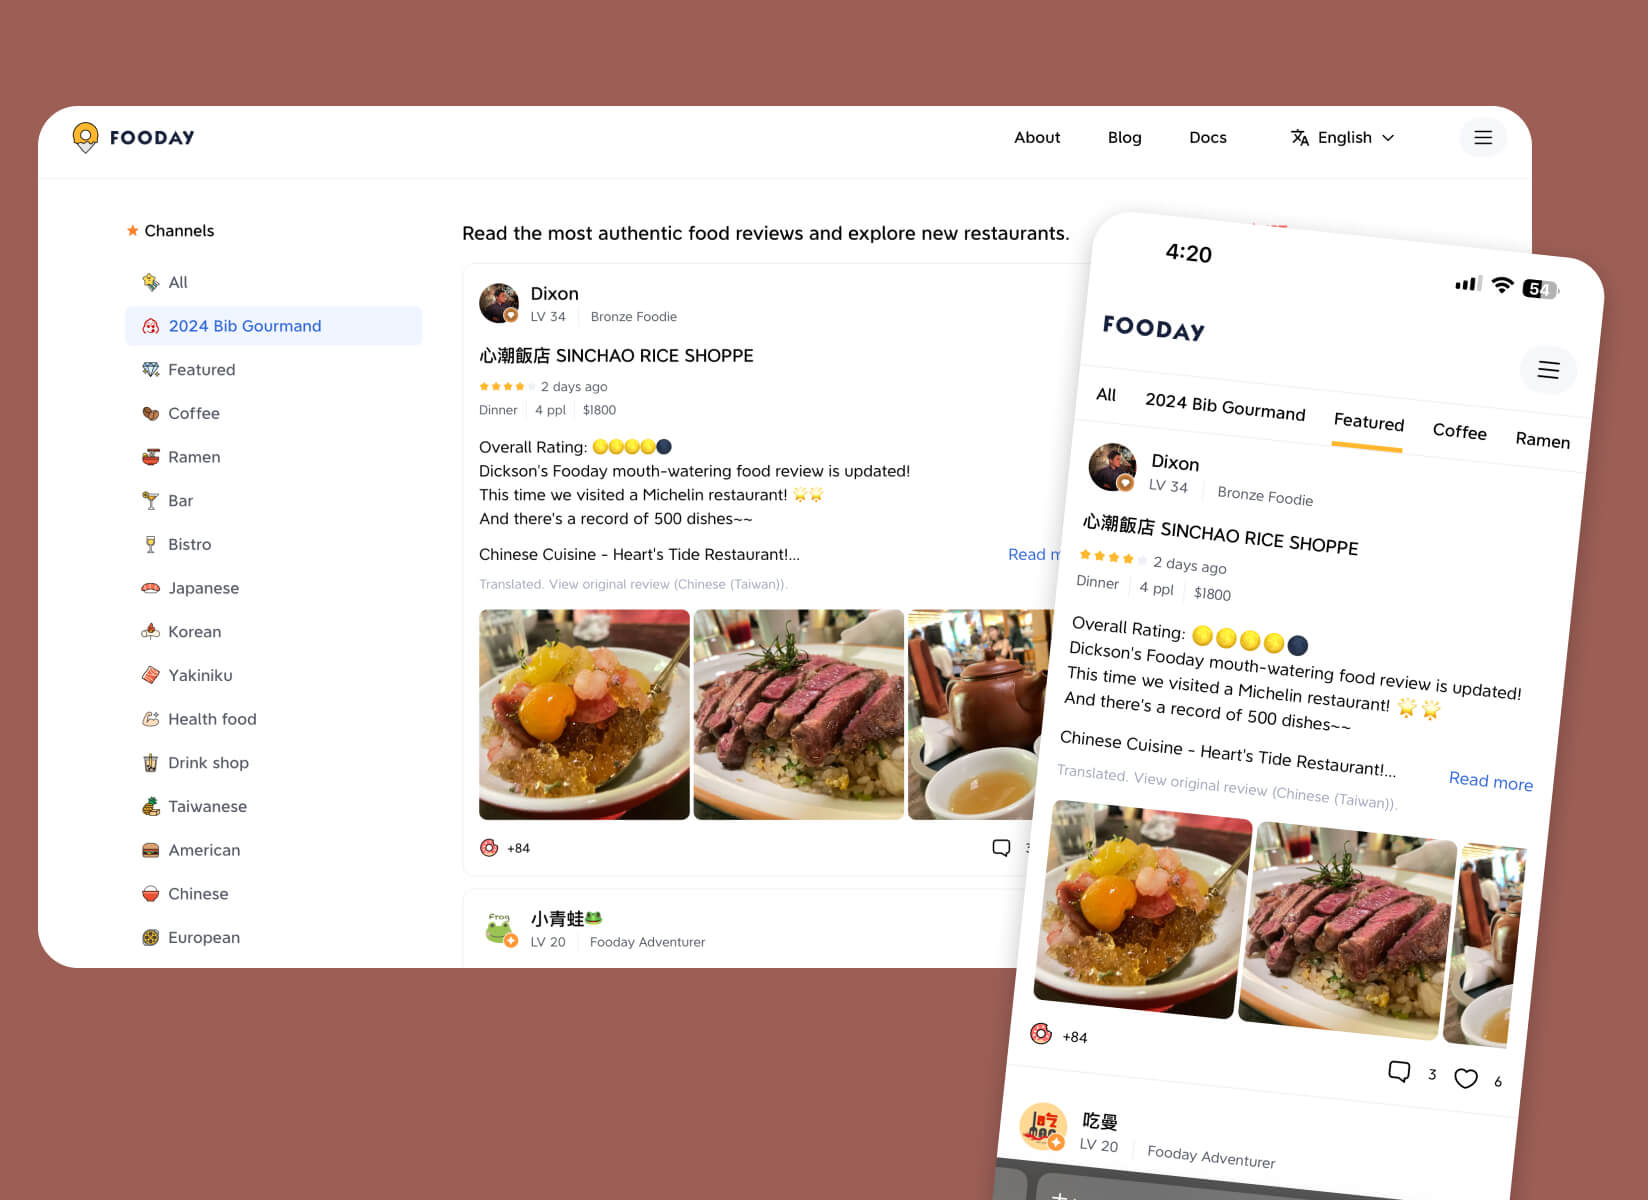 FOODAY
About
Blog
Docs
English
Channels
All
2024 Bib Gourmand
Featured
Coffee
Ramen
Bar
Bistro
Japanese
Korean
Yakiniku
Health food
Drink shop
Taiwanese
American
Chinese
European
Read the most authentic food reviews and explore new restaurants.
Dixon
LV 34
Bronze Foodie
心潮飯店 SINCHAO RICE SHOPPE
2 days ago
Dinner
4 ppl
$1800
Overall Rating: 🌕🌕🌕🌕🌑
Dickson's Fooday mouth-watering food review is updated!
This time we visited a Michelin restaurant! 🌟🌟
And there's a record of 500 dishes~~
Chinese Cuisine - Heart's Tide Restaurant!...
Read
Translated. View original review (Chinese (Taiwan)).
+84
Frog
小青蛙🐸
LV 20
Fooday Adventurer
4:20
54
FOODAY
All
2024 Bib Gourmand
Featured
Coffee
Ramen
Dixon
LV 34
Bronze Foodie
心潮飯店 SINCHAO RICE SHOPPE
2 days ago
Dinner
4 ppl
$1800
Overall Rating: 🌕🌕🌕🌕🌑
Dickson's Fooday mouth-watering food review is updated!
This time we visited a Michelin restaurant! 🌟🌟
And there's a record of 500 dishes~~
Chinese Cuisine - Heart's Tide Restaurant!...
Read more
Translated. View original review (Chinese (Taiwan)).
+84
3
6
吃
MAC
吃曼
LV 20
Fooday Adventurer